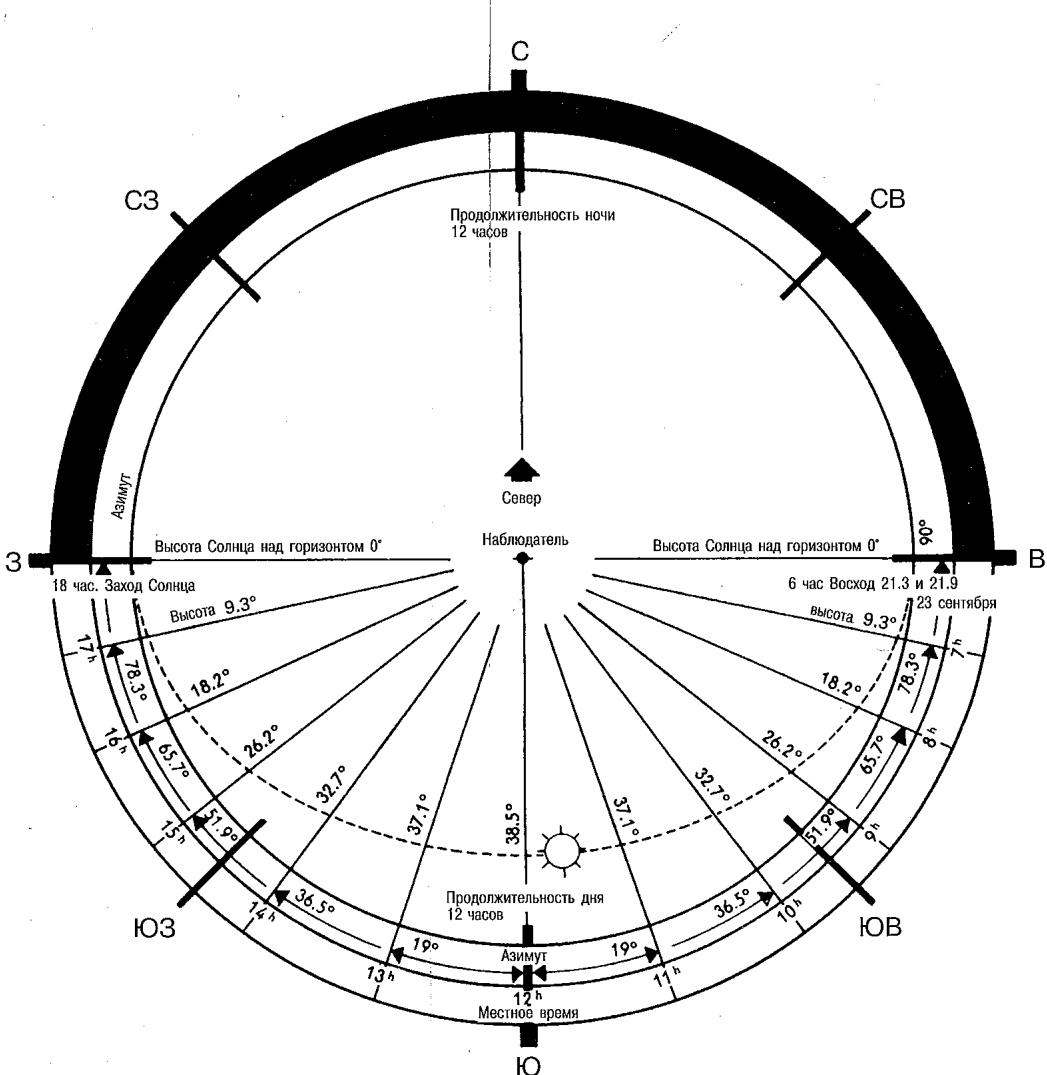 С
СЗ
СВ
Продолжительность ночи
12 часов
Азимут
Север
Наблюдатель
90°
З
Высота Солнца над горизонтом 0°
Высота Солнца над горизонтом 0°
В
18 час. Заход Солнца
6 час Восход 21.3 и 21.9
23 сентября
Высота 9.3°
высота 9.3°
17h
7h
78.3°
78.3°
18.2°
18.2°
16h
8h
65.7°
65.7°
26.2°
26.2°
32.7°
32.7°
37.1°
37.1°
38.5°
15h
9h
51.9°
51.9°
ЮЗ
ЮВ
14h
10h
36.5°
36.5°
Продолжительность дня
12 часов
19°
19°
Азимут
13h
11h
12h
Местное время
Ю